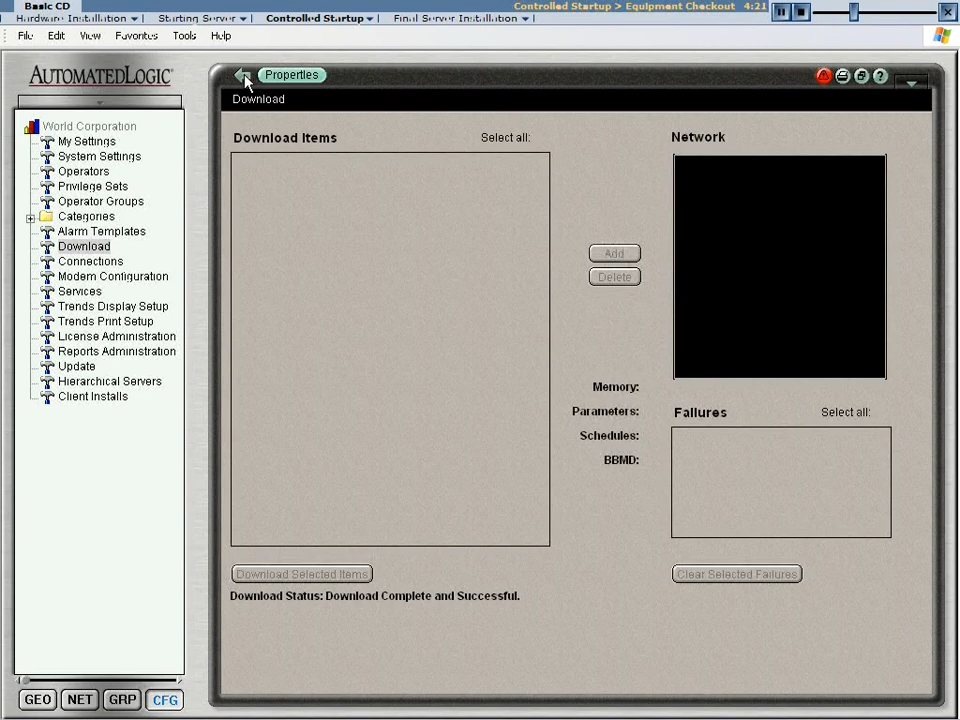 Basic CD
Controlled Startup > Equipment Checkout 4:21
Hardware Installation
Starting Server
Controlled Startup
Final Server Installation
File Edit View Favorites Tools Help
AUTOMATEDLOGIC
Properties
Download
World Corporation
My Settings
System Settings
Operators
Privilege Sets
Operator Groups
Categories
Alarm Templates
Download
Connections
Modem Configuration
Services
Trends Display Setup
Trends Print Setup
License Administration
Reports Administration
Update
Hierarchical Servers
Client Installs
Download Items
Select all:
Network
Add
Delete
Memory:
Parameters:
Schedules:
BBMD:
Failures
Select all:
Download Selected Items
Clear Selected Failures
Download Status: Download Complete and Successful.
GEO NET GRP CFG